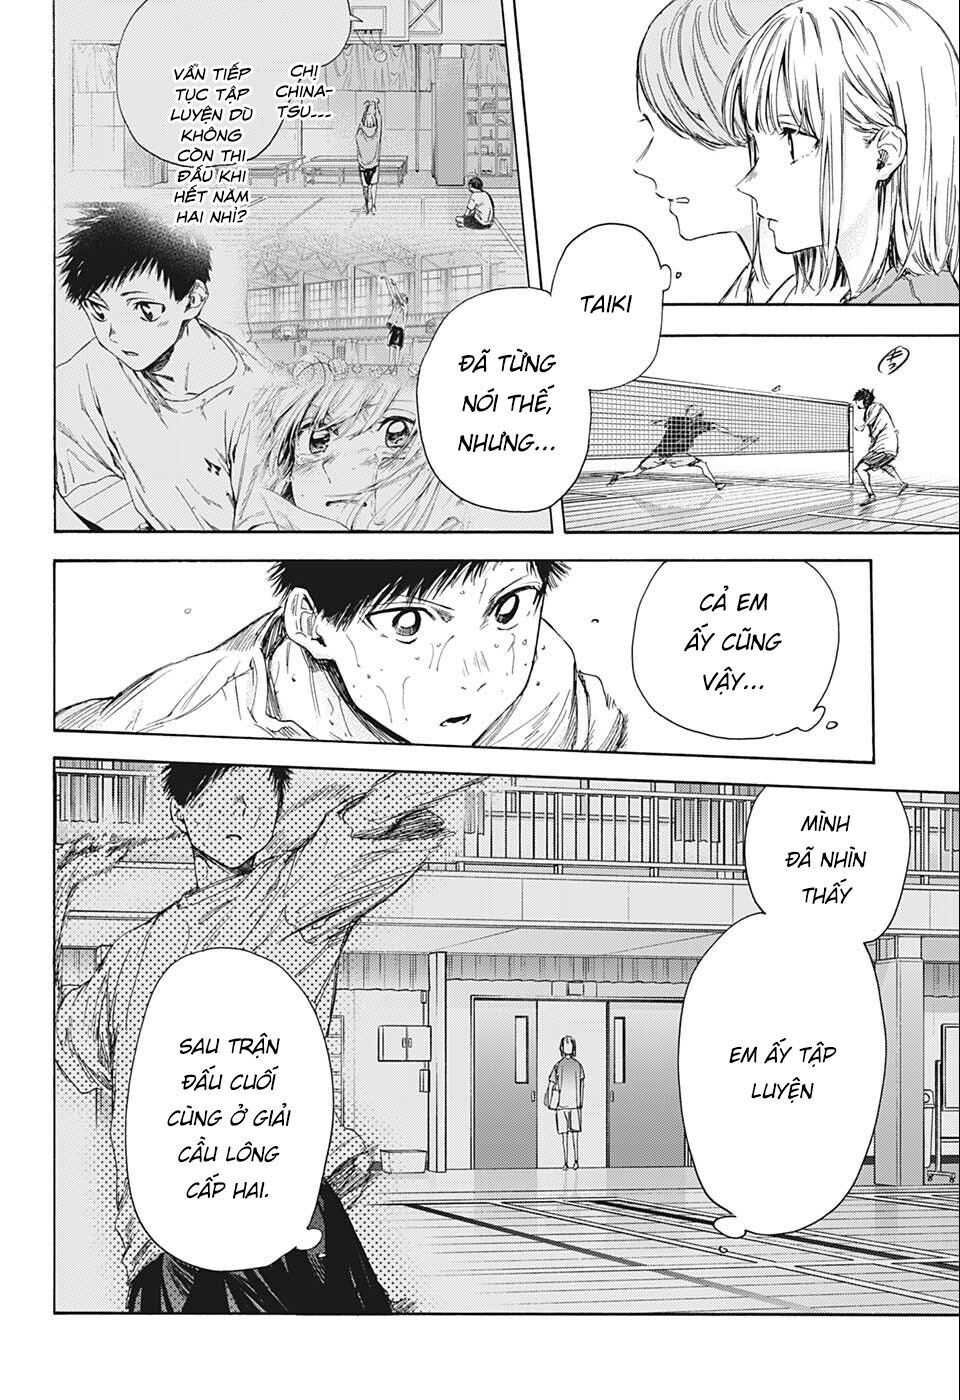 TAIKI
ĐÃ TỪNG
NÓI THẾ,
NHƯNG...
CHỊ
CHINA-
TSU...
VẪN TIẾP
TỤC TẬP
LUYỆN DÙ
KHÔNG
CÒN THI
ĐẤU KHI
HẾT NĂM
HAI NHỈ?
CẢ EM
ẤY CŨNG
VẬY...
MÌNH
ĐÃ NHÌN
THẤY
EM ẤY TẬP
LUYỆN
SAU TRẬN
ĐẤU CUỐI
CÙNG Ở GIẢI
CẦU LÔNG
CẤP HAI.